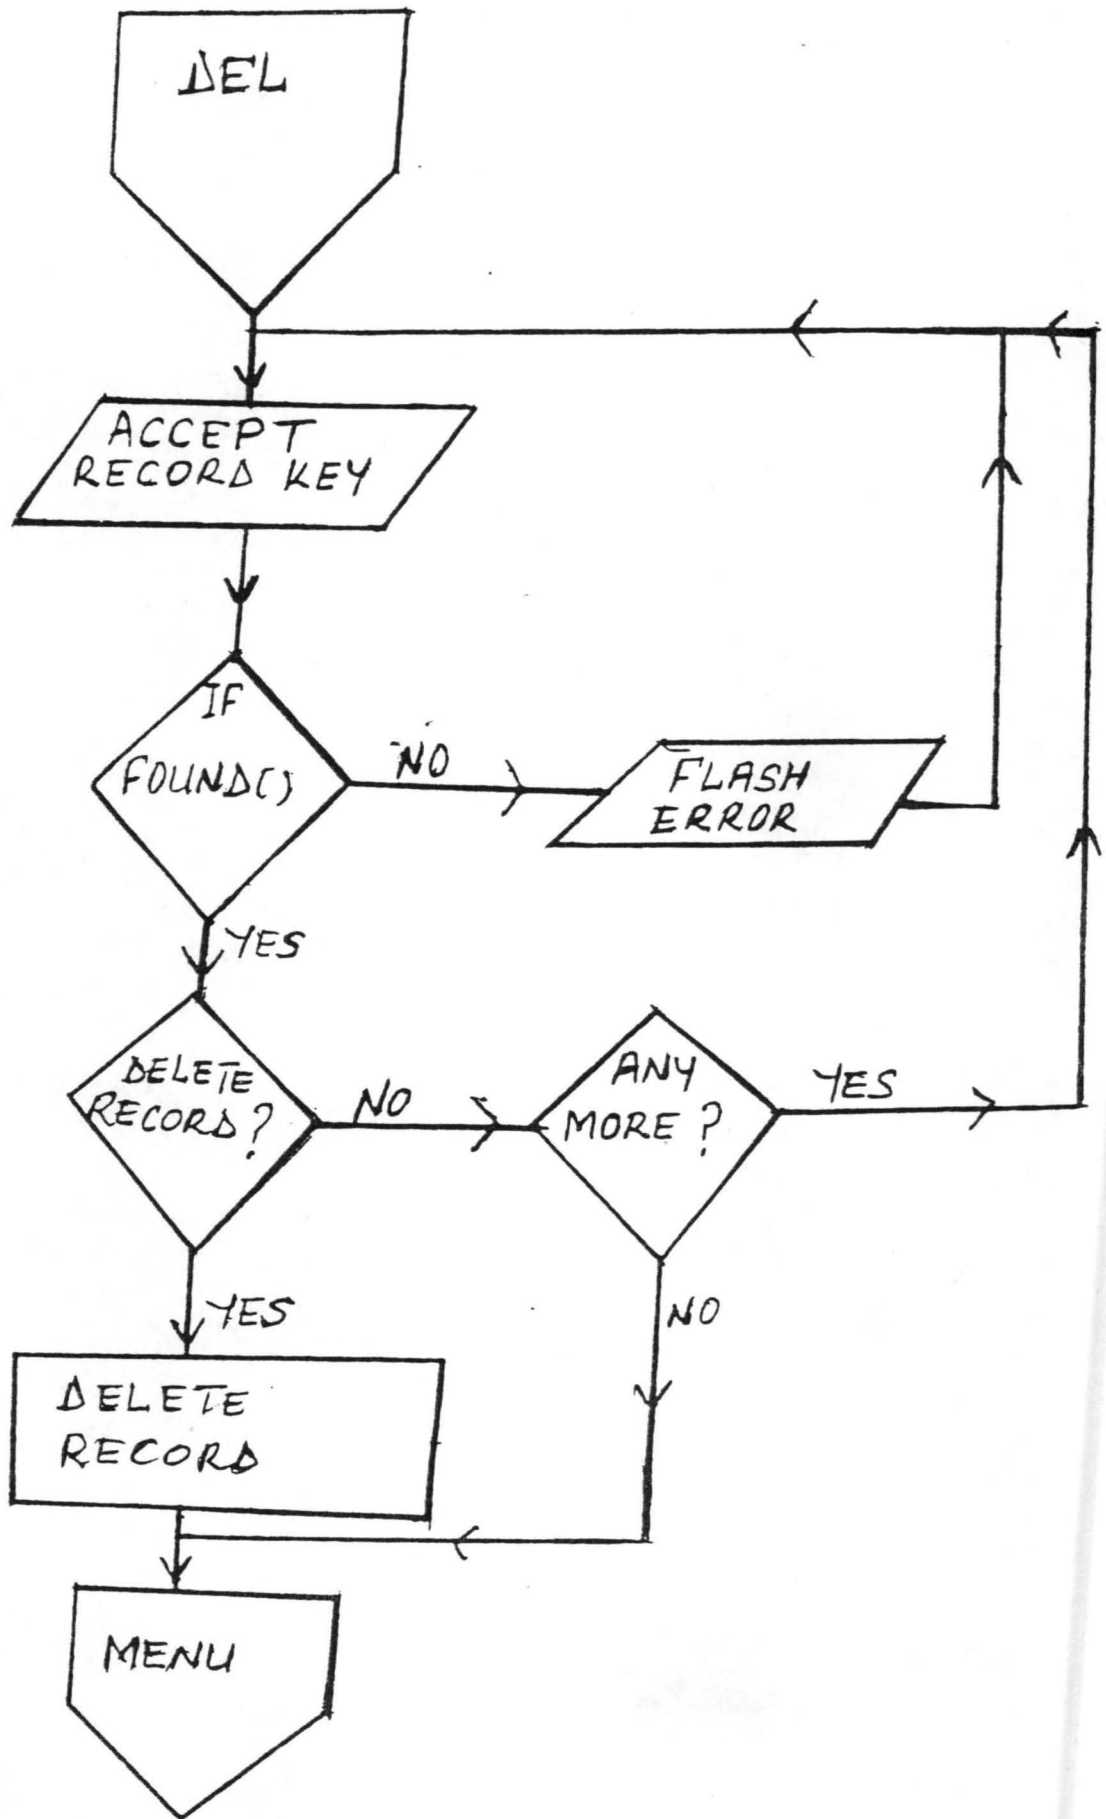 DEL
ACCEPT
RECORD KEY
IF
FOUND()
NO
FLASH
ERROR
YES
DELETE
RECORD?
NO
ANY
MORE?
YES
YES
NO
DELETE
RECORD
MENU